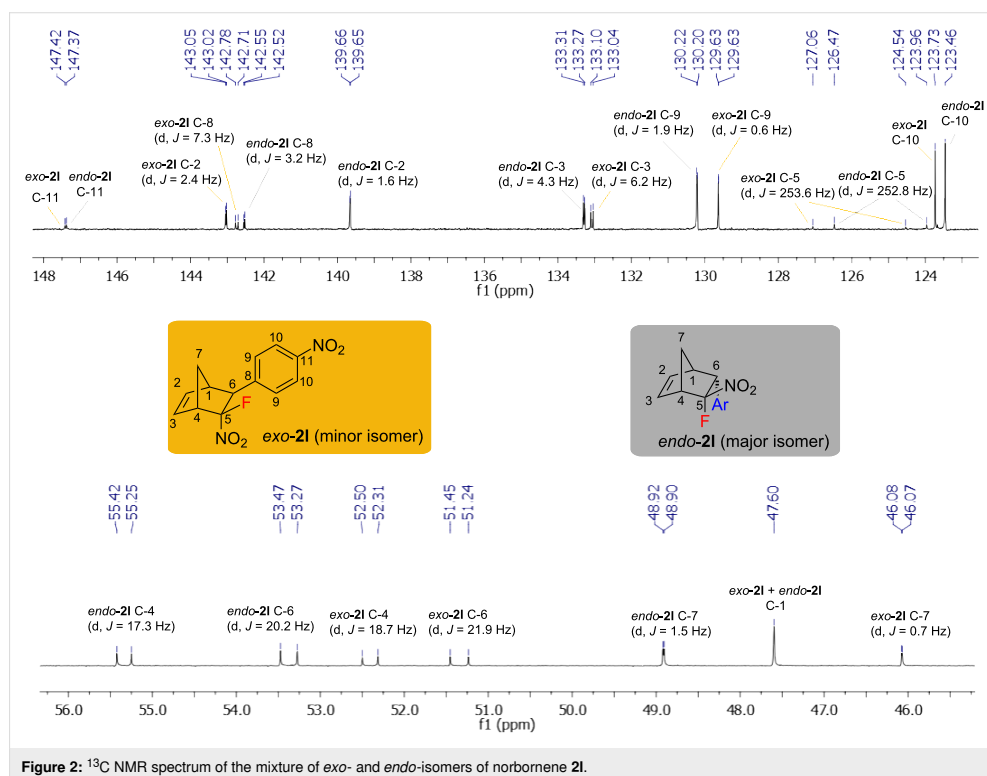 147.42
147.37
143.05
143.02
142.78
142.71
142.55
142.52
139.66
139.65
133.31
133.27
133.10
133.04
130.22
130.20
129.63
129.63
127.06
126.47
124.54
123.96
123.73
123.46
exo-2l C-8
(d, J = 7.3 Hz)
endo-2l C-8
(d, J = 3.2 Hz)
exo-2l
C-11
endo-2l
C-11
exo-2l C-2
(d, J = 2.4 Hz)
endo-2l C-2
(d, J = 1.6 Hz)
endo-2l C-3
(d, J = 4.3 Hz)
exo-2l C-3
(d, J = 6.2 Hz)
endo-2l C-9
(d, J = 1.9 Hz)
exo-2l C-9
(d, J = 0.6 Hz)
exo-2l C-5
(d, J = 253.6 Hz)
endo-2l C-5
(d, J = 252.8 Hz)
exo-2l
C-10
endo-2l
C-10
148 146 144 142 140 136 134 132 130 128 126 124
f1 (ppm)
10
NO2
7
9
11
8
10
2
6
9
1
F
3
4
5
NO2
exo-2l (minor isomer)
7
2
6
1
NO2
3
4
5
Ar
F
endo-2l (major isomer)
55.42
55.25
53.47
53.27
52.50
52.31
51.45
51.24
48.92
48.90
47.60
46.08
46.07
endo-2l C-4
(d, J = 17.3 Hz)
endo-2l C-6
(d, J = 20.2 Hz)
exo-2l C-4
(d, J = 18.7 Hz)
exo-2l C-6
(d, J = 21.9 Hz)
endo-2l C-7
(d, J = 1.5 Hz)
exo-2l + endo-2l
C-1
exo-2l C-7
(d, J = 0.7 Hz)
56.0 55.0 54.0 53.0 52.0 51.0 50.0 49.0 48.0 47.0 46.0
f1 (ppm)
Figure 2: 13C NMR spectrum of the mixture of exo- and endo-isomers of norbornene 2l.